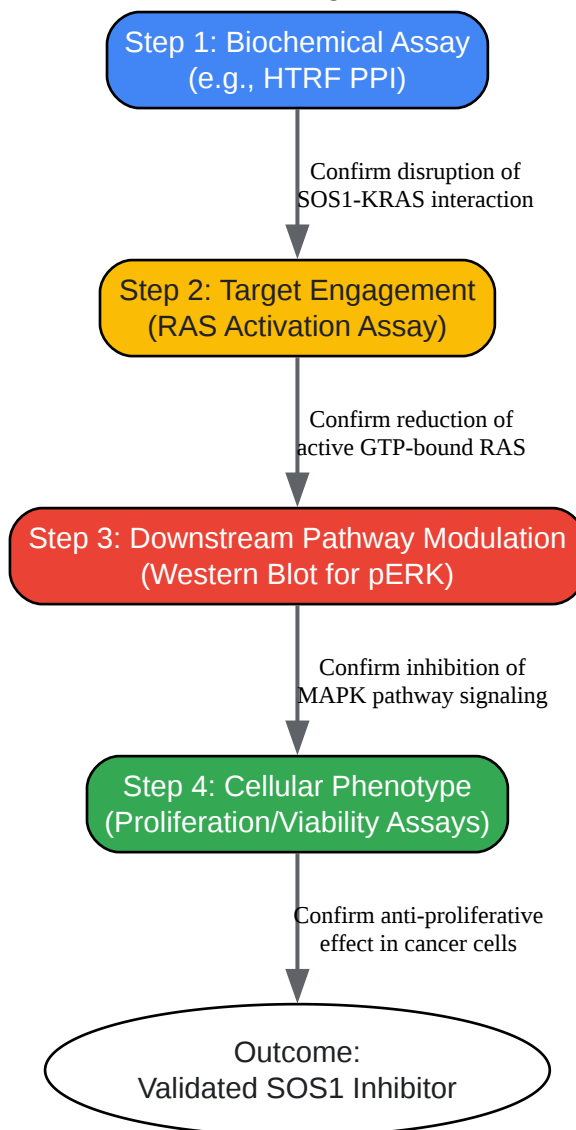 Step 1: Biochemical Assay
(e.g., HTRF PPI)
Confirm disruption of
SOS1-KRAS interaction
Step 2: Target Engagement
(RAS Activation Assay)
Confirm reduction of
active GTP-bound RAS
Step 3: Downstream Pathway Modulation
(Western Blot for pERK)
Confirm inhibition of
MAPK pathway signaling
Step 4: Cellular Phenotype
(Proliferation/Viability Assays)
Confirm anti-proliferative
effect in cancer cells
Outcome:
Validated SOS1 Inhibitor